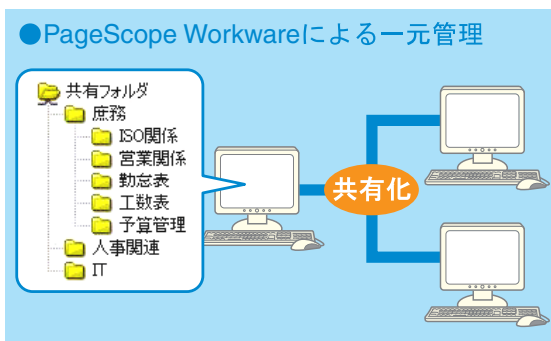 ●PageScope Workwareによる一元管理
共有フォルダ
庶務
ISO関係
営業関係
勤怠表
工数表
予算管理
人事関連
IT
共有化